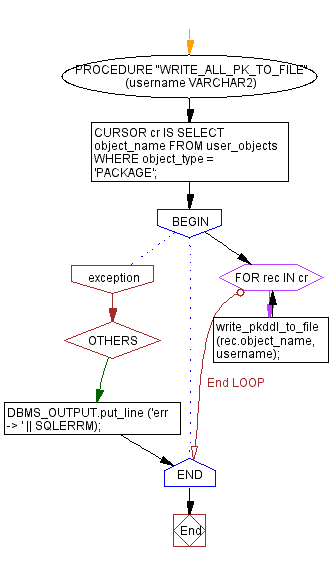 PROCEDURE "WRITE_ALL_PK_TO_FILE"
(username VARCHAR2)
CURSOR cr IS SELECT
object_name FROM user_objects
WHERE object_type =
'PACKAGE';
BEGIN
exception
FOR rec IN cr
OTHERS
write_pkddl_to_file
(rec.object_name,
username);
End LOOP
DBMS_OUTPUT.put_line ('err
-> ' || SQLERRM);
END
End